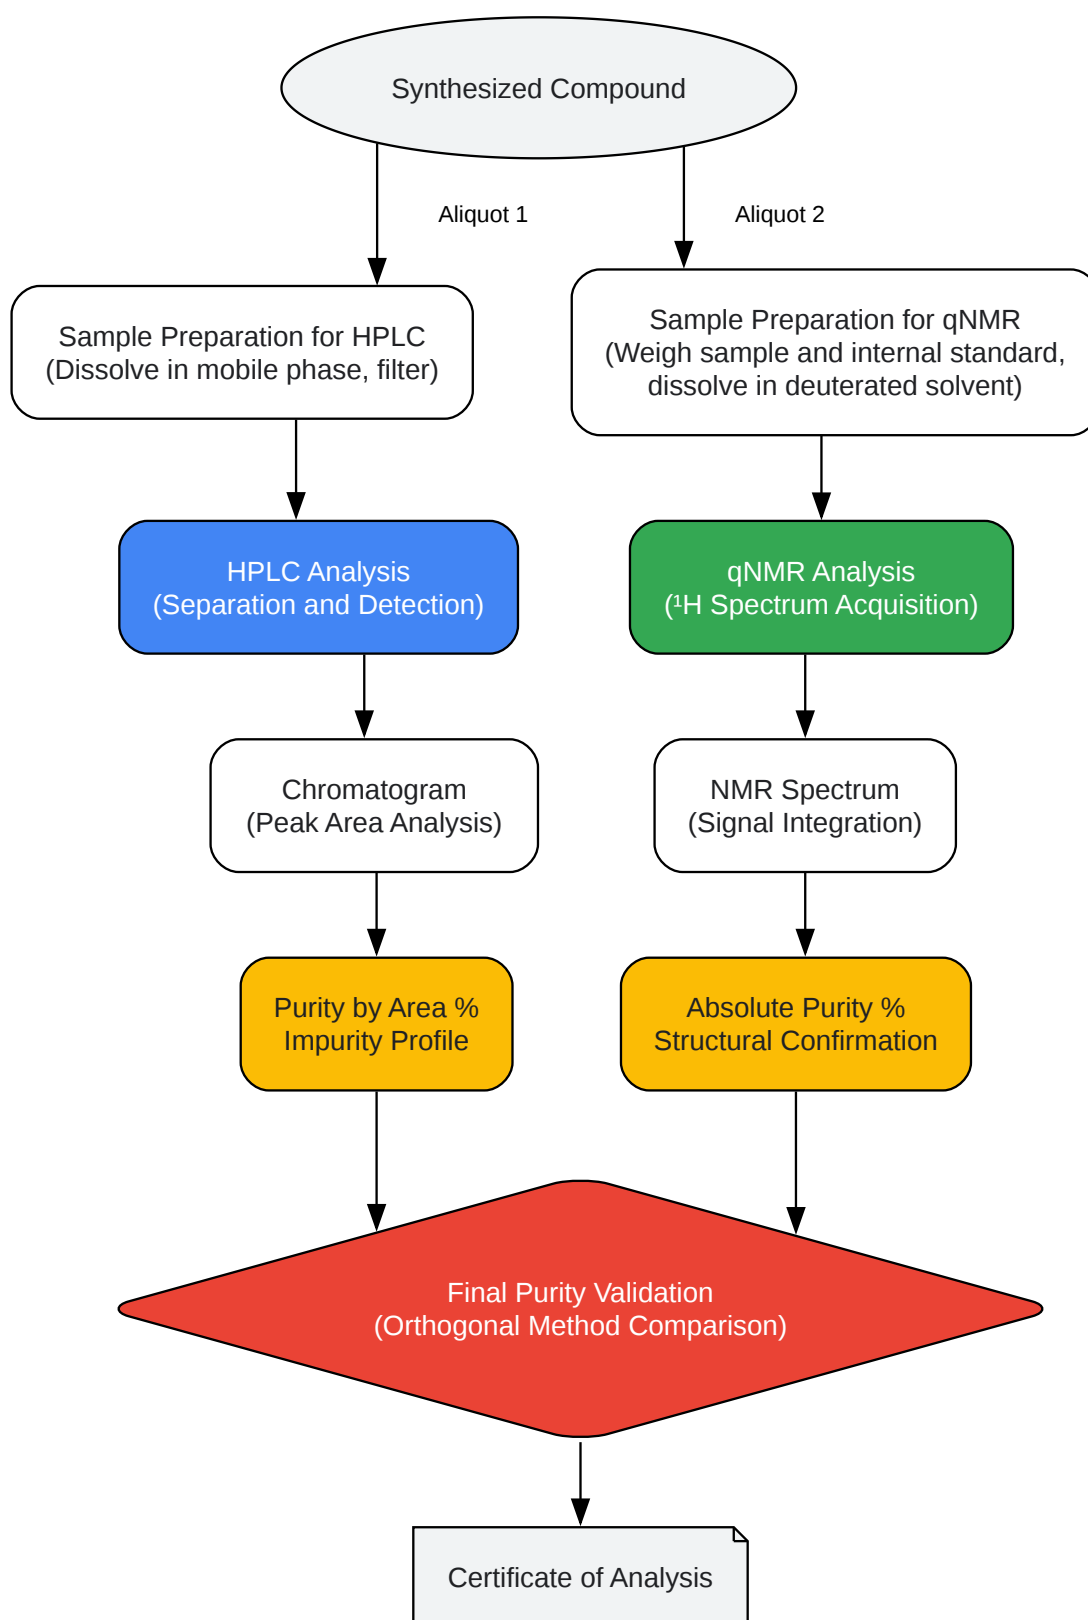 Synthesized Compound
Aliquot 1
Aliquot 2
Sample Preparation for HPLC
(Dissolve in mobile phase, filter)
Sample Preparation for qNMR
(Weigh sample and internal standard,
dissolve in deuterated solvent)
HPLC Analysis
(Separation and Detection)
qNMR Analysis
(¹H Spectrum Acquisition)
Chromatogram
(Peak Area Analysis)
NMR Spectrum
(Signal Integration)
Purity by Area %
Impurity Profile
Absolute Purity %
Structural Confirmation
Final Purity Validation
(Orthogonal Method Comparison)
Certificate of Analysis